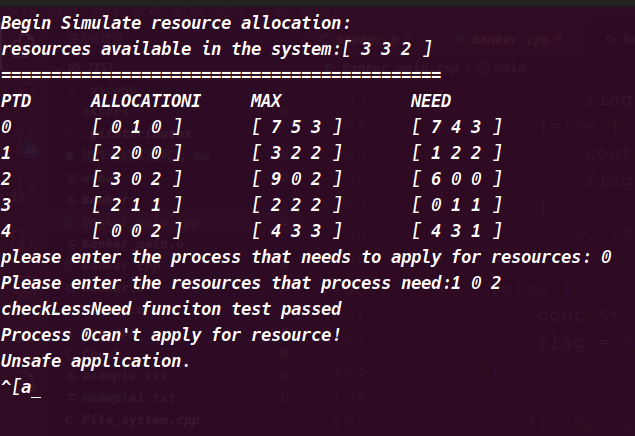 Begin Simulate resource allocation:
resources available in the system:[ 3 3 2 ]
============================================
PTD ALLOCATIONI MAX NEED
0 [ 0 1 0 ] [ 7 5 3 ] [ 7 4 3 ]
1 [ 2 0 0 ] [ 3 2 2 ] [ 1 2 2 ]
2 [ 3 0 2 ] [ 9 0 2 ] [ 6 0 0 ]
3 [ 2 1 1 ] [ 2 2 2 ] [ 0 1 1 ]
4 [ 0 0 2 ] [ 4 3 3 ] [ 4 3 1 ]
please enter the process that needs to apply for resources: 0
Please enter the resources that process need:1 0 2
checkLessNeed funciton test passed
Process 0can't apply for resource!
Unsafe application.
^[a_